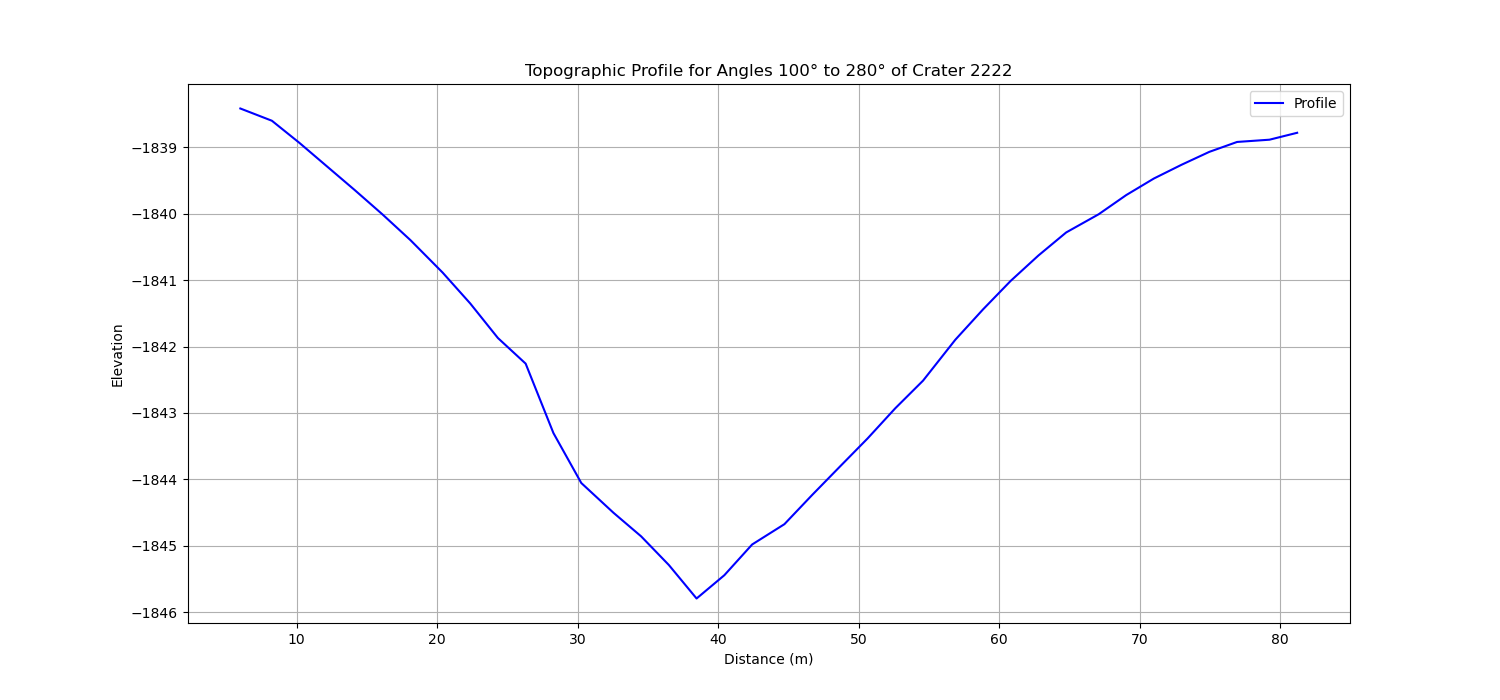 Topographic Profile for Angles 100° to 280° of Crater 2222
Profile
−1839
−1840
−1841
−1842
−1843
−1844
−1845
−1846
Elevation
10 20 30 40 50 60 70 80
Distance (m)